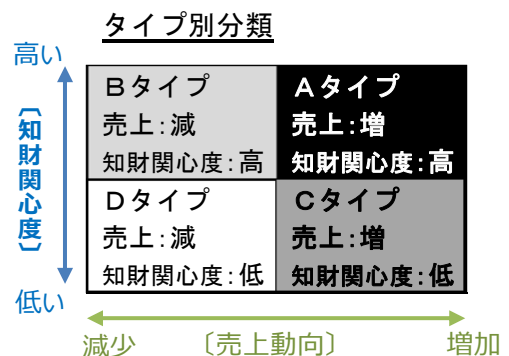 タイプ別分類
高い
〔知財関心度〕
低い
Bタイプ
売上:減
知財関心度:高
Aタイプ
売上:増
知財関心度:高
Dタイプ
売上:減
知財関心度:低
Cタイプ
売上:増
知財関心度:低
減少 〔売上動向〕 増加